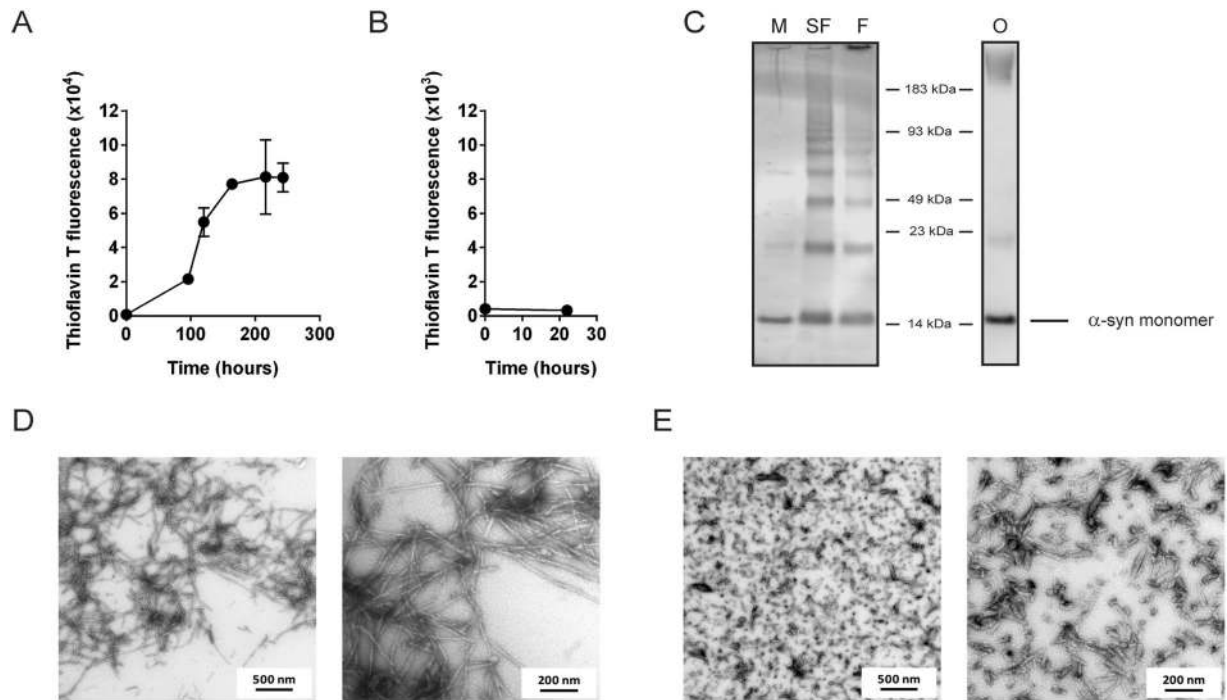 A
Thioflavin T fluorescence (x10⁴)
12
10
8
6
4
2
0
0 100 200 300
Time (hours)
B
Thioflavin T fluorescence (x10³)
12
10
8
6
4
2
0
0 10 20 30
Time (hours)
C
M SF F O
183 kDa
93 kDa
49 kDa
23 kDa
14 kDa
α-syn monomer
D
500 nm
200 nm
E
500 nm
200 nm